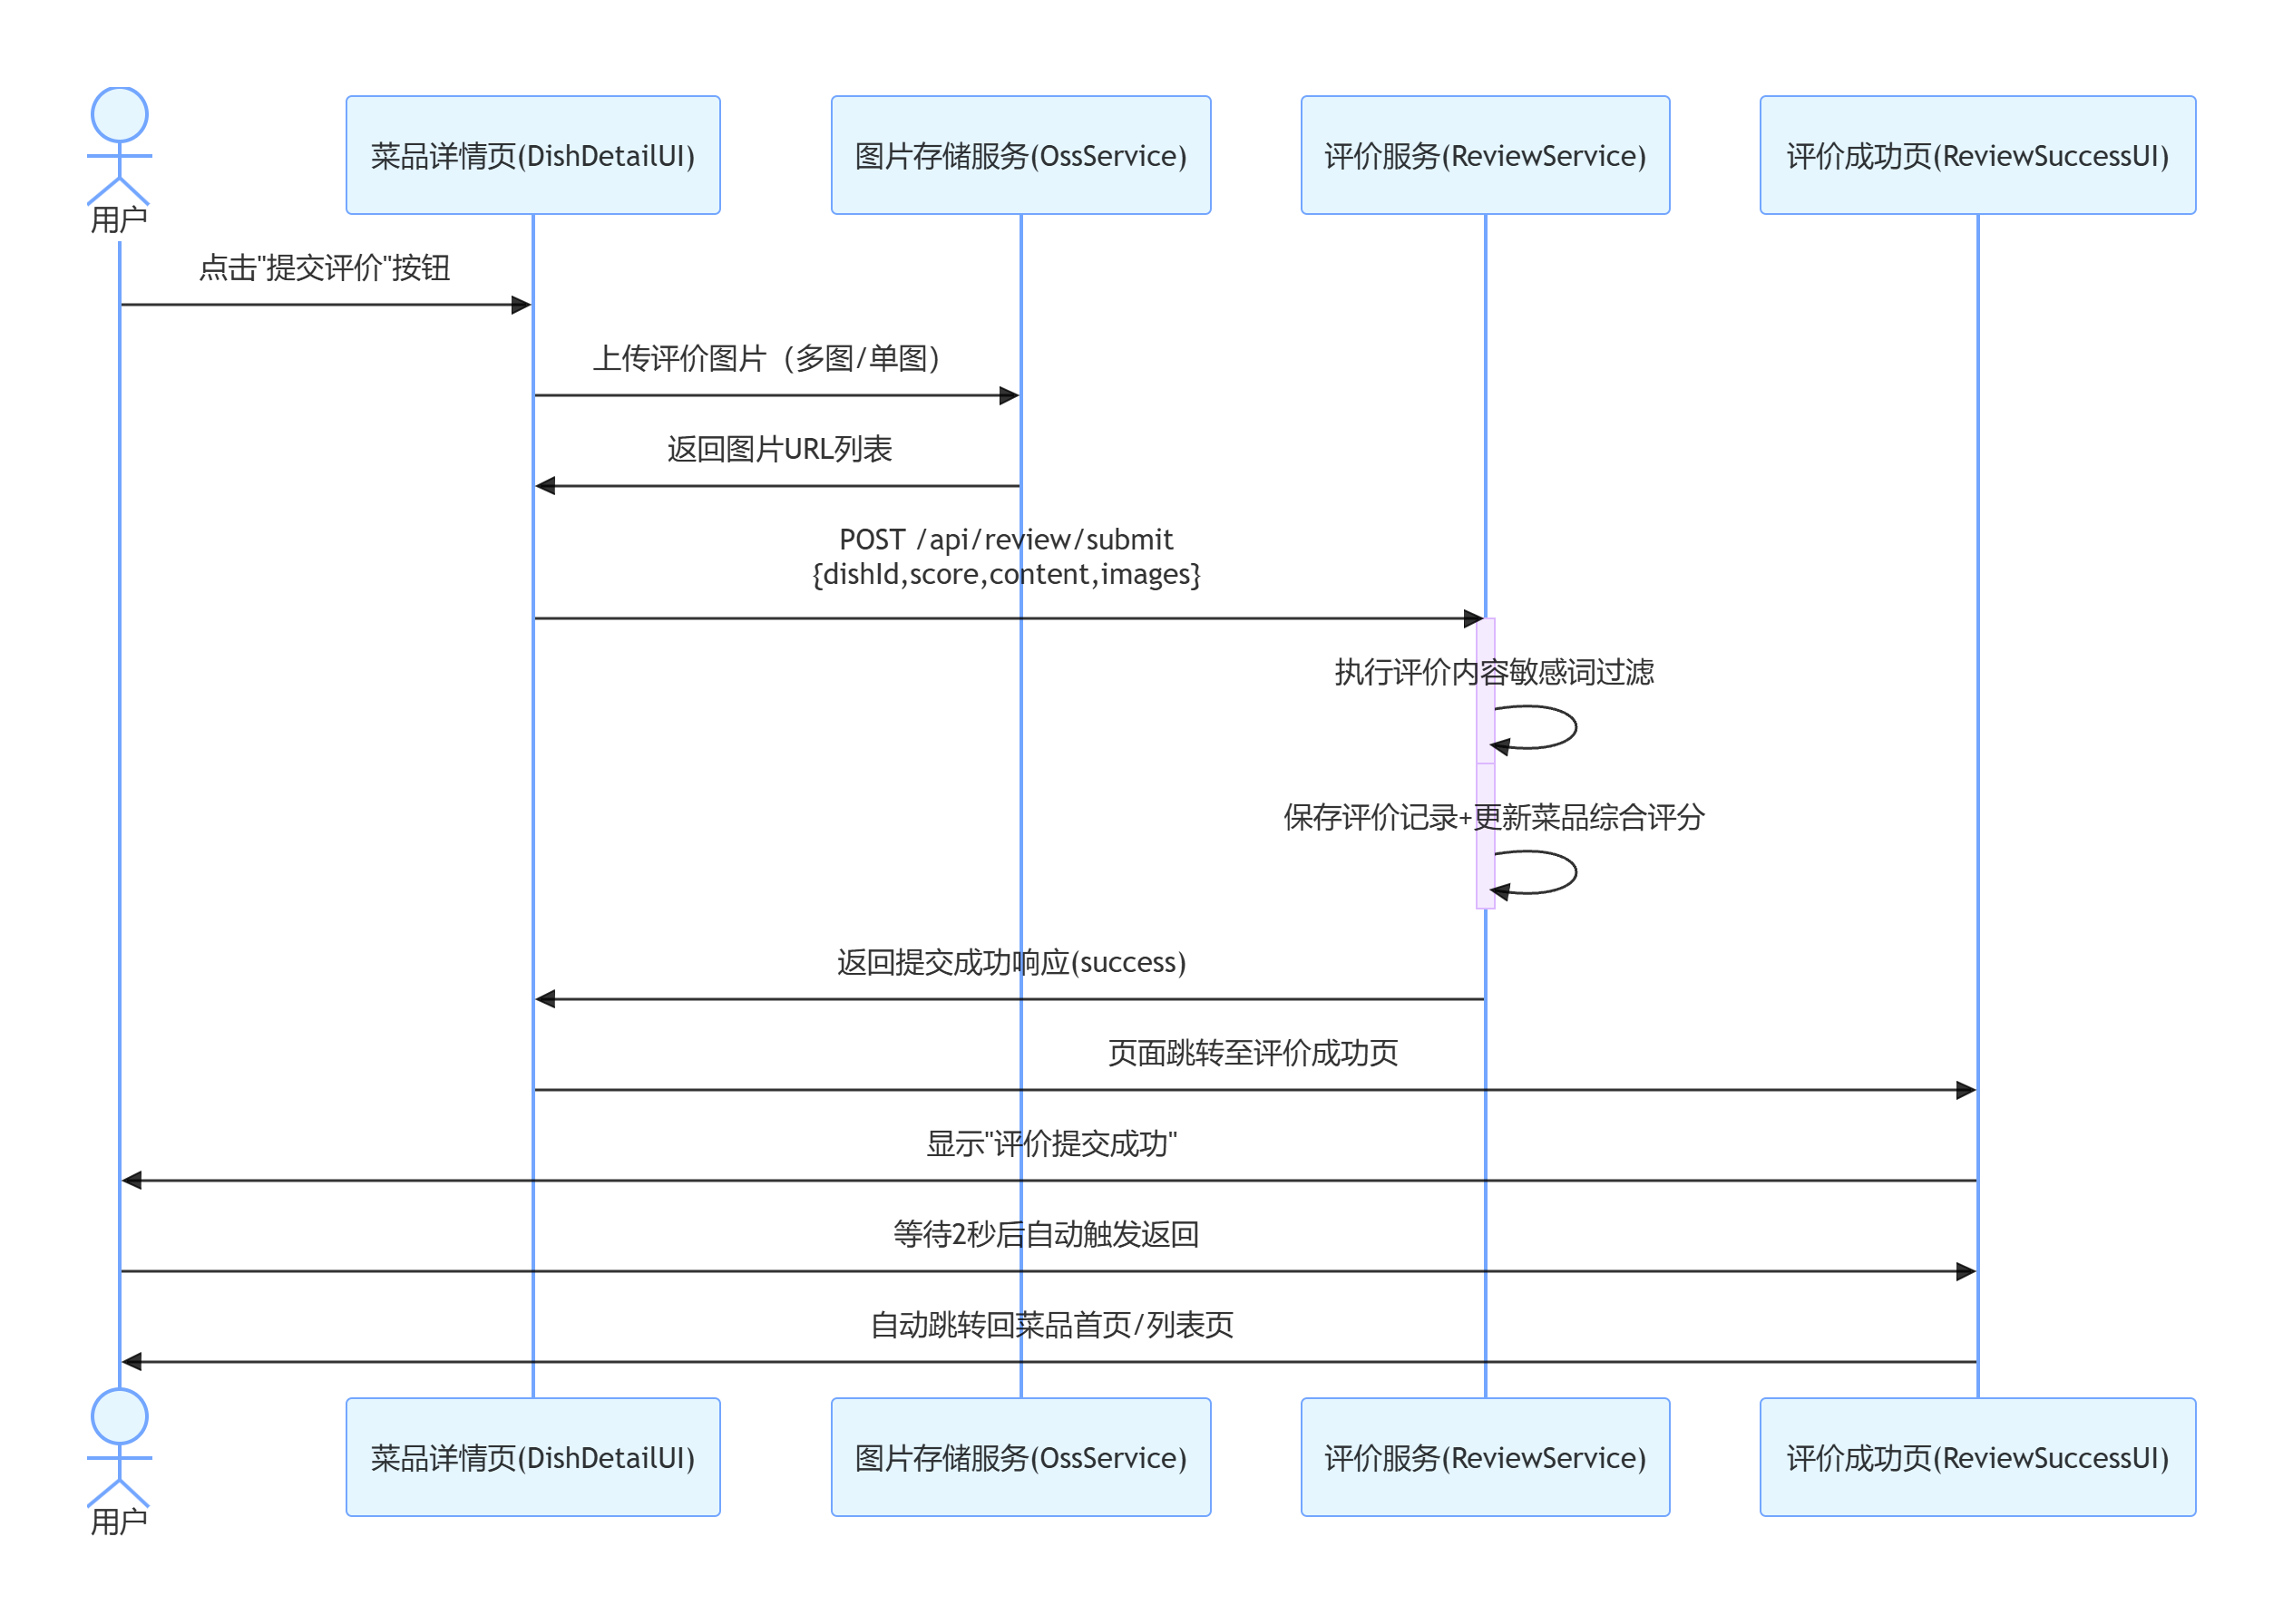 用户
菜品详情页(DishDetailUI)
图片存储服务(OssService)
评价服务(ReviewService)
评价成功页(ReviewSuccessUI)
点击"提交评价"按钮
上传评价图片（多图/单图）
返回图片URL列表
POST /api/review/submit
{dishId,score,content,images}
执行评价内容敏感词过滤
保存评价记录+更新菜品综合评分
返回提交成功响应(success)
页面跳转至评价成功页
显示"评价提交成功"
等待2秒后自动触发返回
自动跳转回菜品首页/列表页
用户
菜品详情页(DishDetailUI)
图片存储服务(OssService)
评价服务(ReviewService)
评价成功页(ReviewSuccessUI)